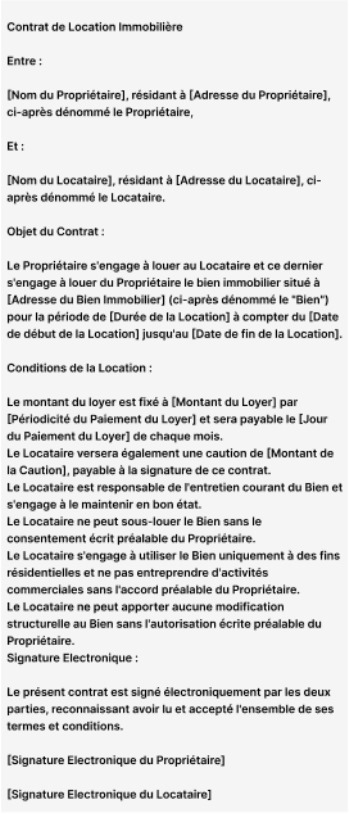 Contrat de Location Immobilière
Entre :
[Nom du Propriétaire], résidant à [Adresse du Propriétaire],
ci-après dénommé le Propriétaire,
Et :
[Nom du Locataire], résidant à [Adresse du Locataire], ci-
après dénommé le Locataire.
Objet du Contrat :
Le Propriétaire s'engage à louer au Locataire et ce dernier
s'engage à louer du Propriétaire le bien immobilier situé à
[Adresse du Bien Immobilier] (ci-après dénommé le "Bien")
pour la période de [Durée de la Location] à compter du [Date
de début de la Location] jusqu'au [Date de fin de la Location].
Conditions de la Location :
Le montant du loyer est fixé à [Montant du Loyer] par
[Périodicité du Paiement du Loyer] et sera payable le [Jour
du Paiement du Loyer] de chaque mois.
Le Locataire versera également une caution de [Montant de
la Caution], payable à la signature de ce contrat.
Le Locataire est responsable de l'entretien courant du Bien et
s'engage à le maintenir en bon état.
Le Locataire ne peut sous-louer le Bien sans le
consentement écrit préalable du Propriétaire.
Le Locataire s'engage à utiliser le Bien uniquement à des fins
résidentielles et ne pas entreprendre d'activités
commerciales sans l'accord préalable du Propriétaire.
Le Locataire ne peut apporter aucune modification
structurelle au Bien sans l'autorisation écrite préalable du
Propriétaire.
Signature Electronique :
Le présent contrat est signé électroniquement par les deux
parties, reconnaissant avoir lu et accepté l'ensemble de ses
termes et conditions.
[Signature Electronique du Propriétaire]
[Signature Electronique du Locataire]